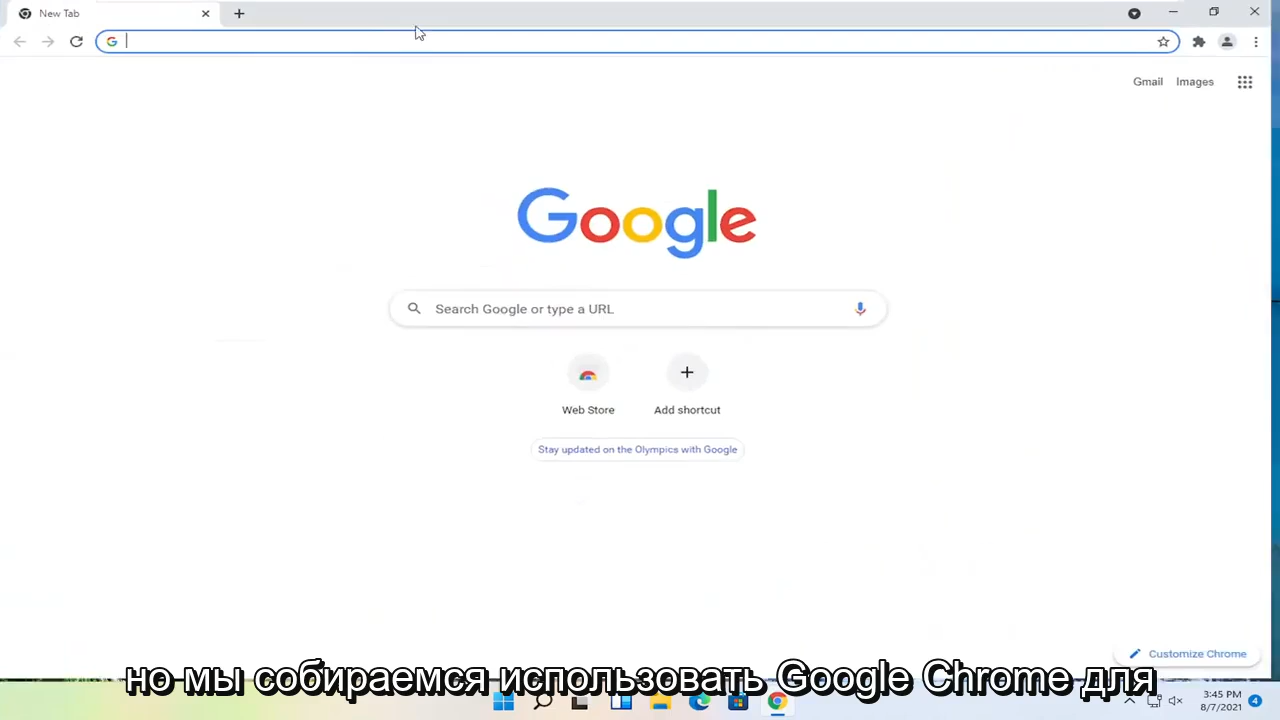 New Tab
Gmail Images
Google
Search Google or type a URL
Web Store Add shortcut
Stay updated on the Olympics with Google
Customize Chrome
но мы собираемся использовать Google Chrome для
3:45 PM
8/7/2021
4